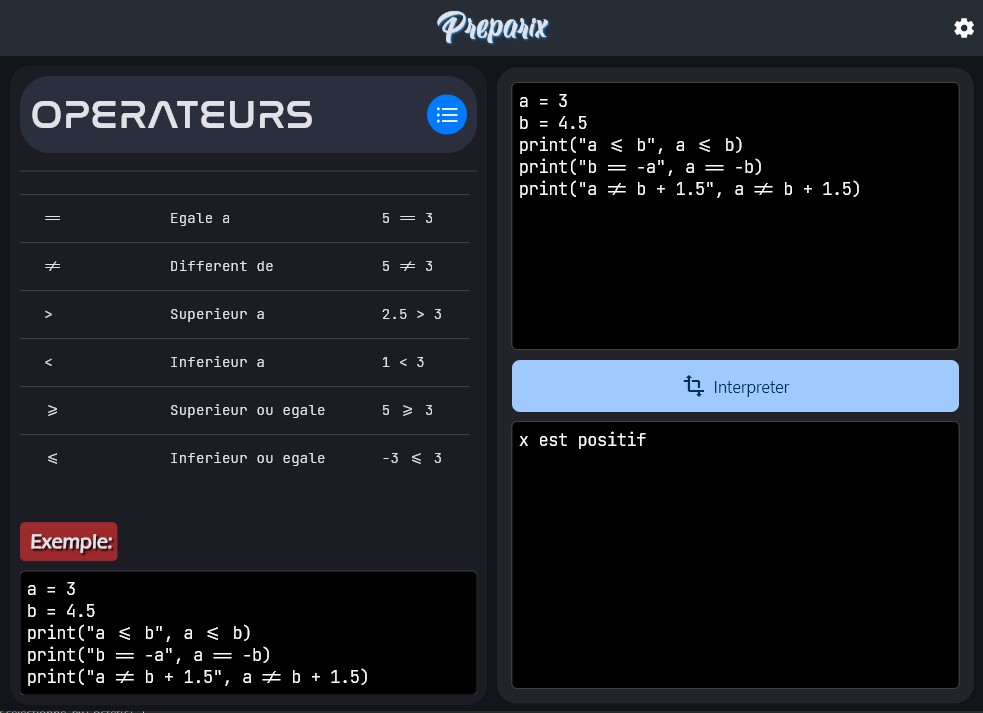 Preparix
OPERATEURS
== Egale a 5 == 3
≠ Different de 5 ≠ 3
> Superieur a 2.5 > 3
< Inferieur a 1 < 3
⩾ Superieur ou egale 5 ⩾ 3
⩽ Inferieur ou egale -3 ⩽ 3
Exemple:
a = 3
b = 4.5
print("a ⩽ b", a ⩽ b)
print("b == -a", a == -b)
print("a ≠ b + 1.5", a ≠ b + 1.5)
a = 3
b = 4.5
print("a ⩽ b", a ⩽ b)
print("b == -a", a == -b)
print("a ≠ b + 1.5", a ≠ b + 1.5)
Interpreter
x est positif